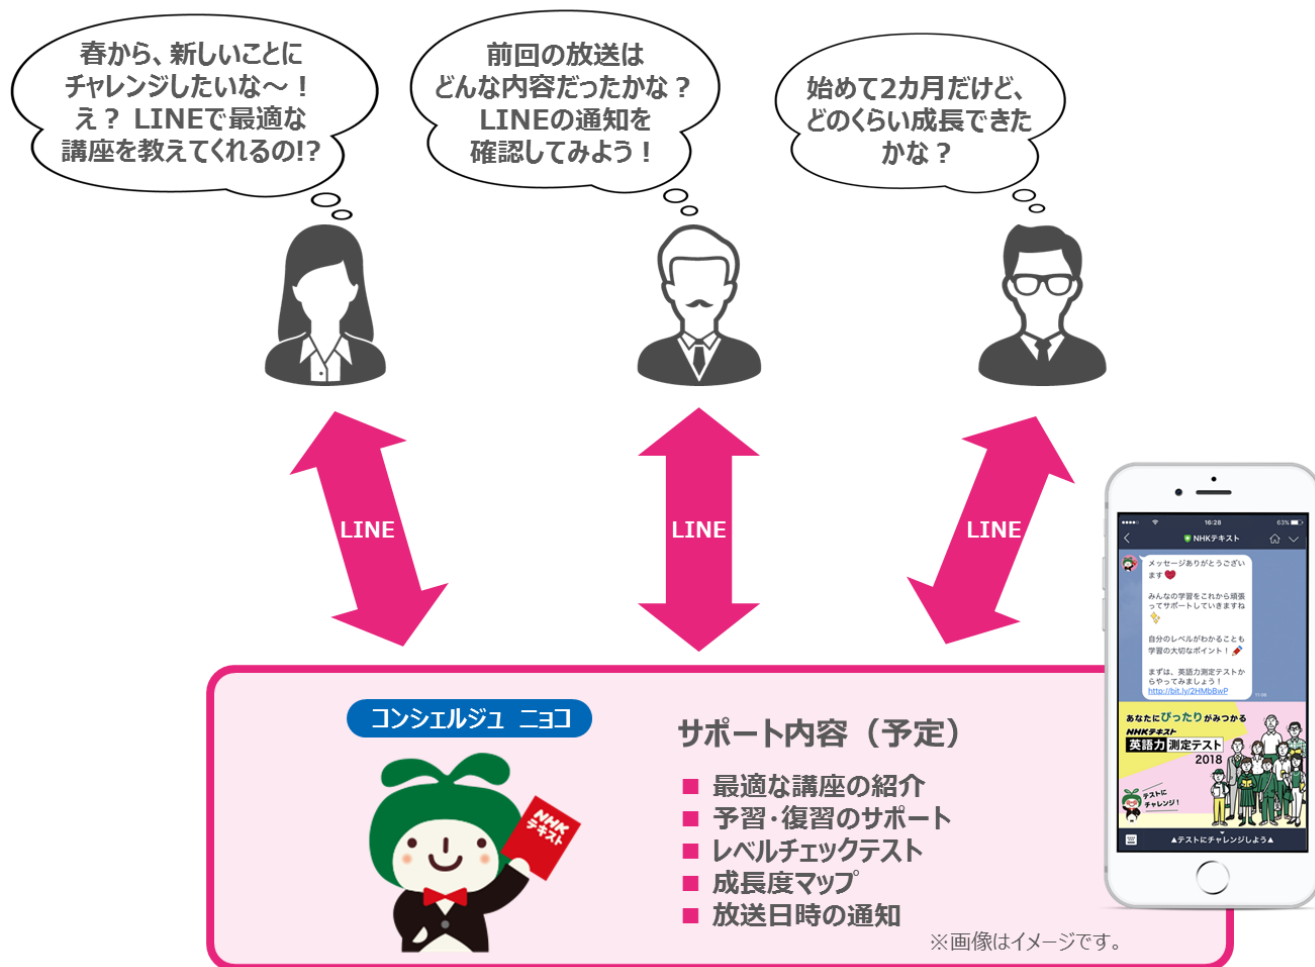 春から、新しいことに
チャレンジしたいな～！
え？ LINEで最適な
講座を教えてくれるの!?
前回の放送は
どんな内容だったかな？
LINEの通知を
確認してみよう！
始めて2カ月だけど、
どのくらい成長できた
かな？
LINE
LINE
LINE
コンシェルジュ ニョコ
NHK
テキスト
サポート内容（予定）
■ 最適な講座の紹介
■ 予習・復習のサポート
■ レベルチェックテスト
■ 成長度マップ
■ 放送日時の通知
※画像はイメージです。
16:28
63%
NHKテキスト
メッセージありがとうござい
ます
みんなの学習をこれから頑張
ってサポートしていきますね
自分のレベルがわかることも
学習の大切なポイント！
まずは、英語力測定テストか
らやってみましょう！
http://bit.ly/2HMbBwP
あなたにぴったりがみつかる
NHKテキスト
英語力測定テスト
2018
テストに
チャレンジ！
▲テストにチャレンジしよう▲